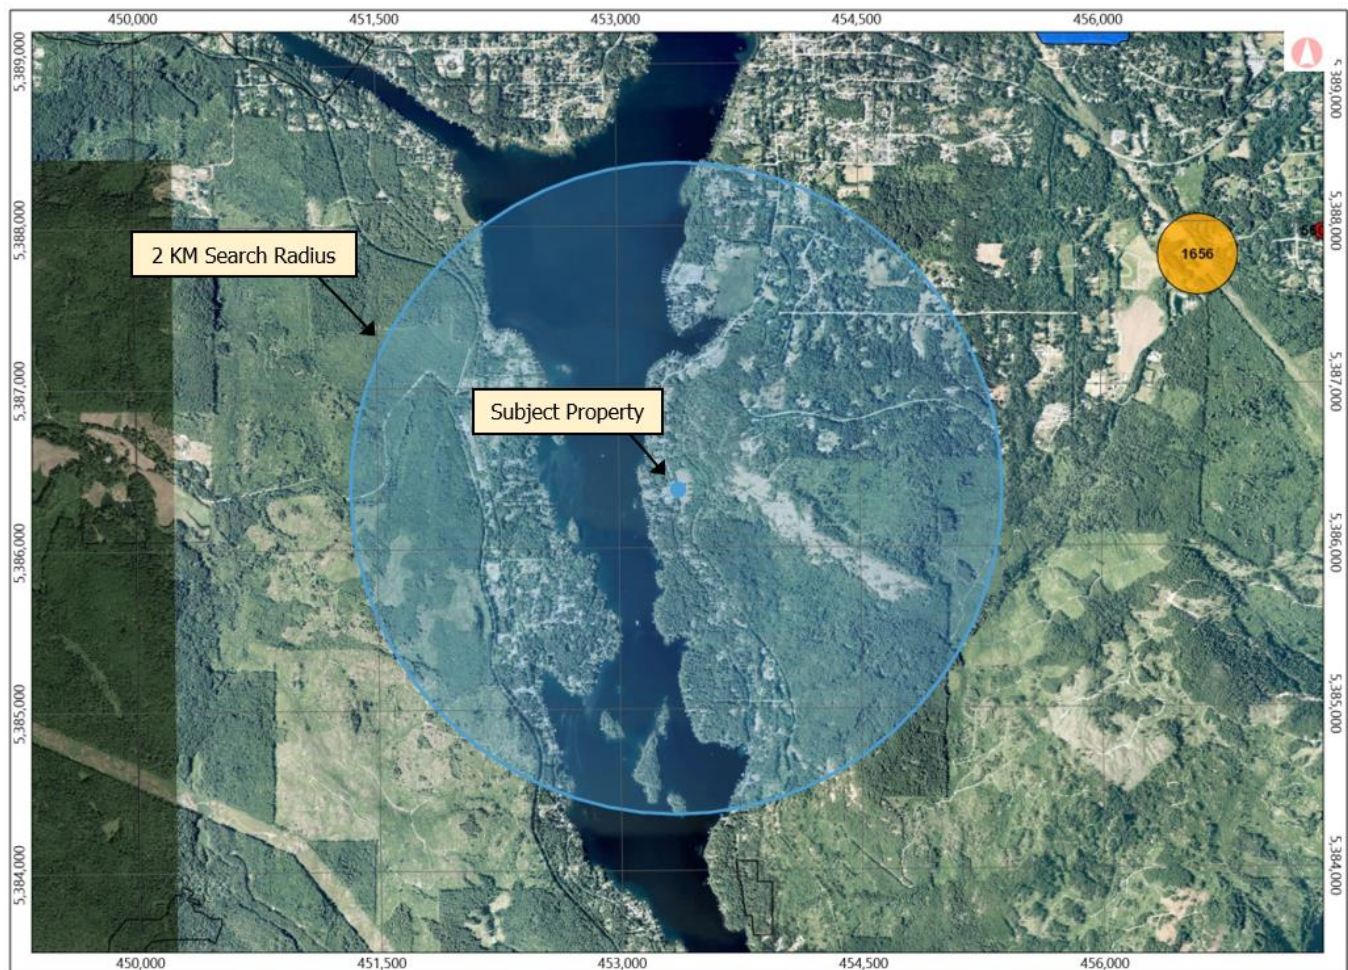 450,000 451,500 453,000 454,500 456,000
5,389,000 5,389,000
5,388,000 5,388,000
2 KM Search Radius
1656
5,387,000 5,387,000
Subject Property
5,386,000 5,386,000
5,385,000 5,385,000
5,384,000 5,384,000
450,000 451,500 453,000 454,500 456,000